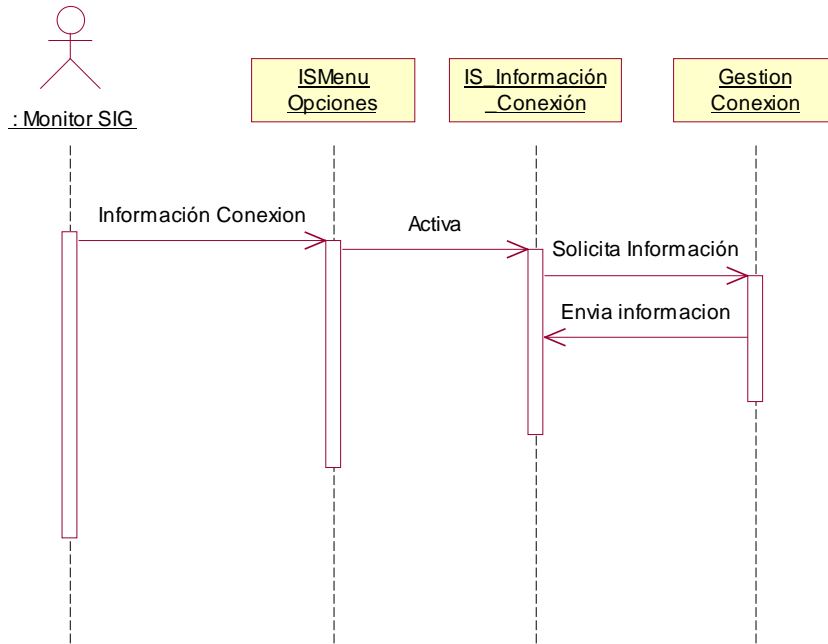 ISMenu
Opciones
IS_Información
_Conexión
Gestion
Conexion
: Monitor SIG
Información Conexion
Activa
Solicita Información
Envia informacion